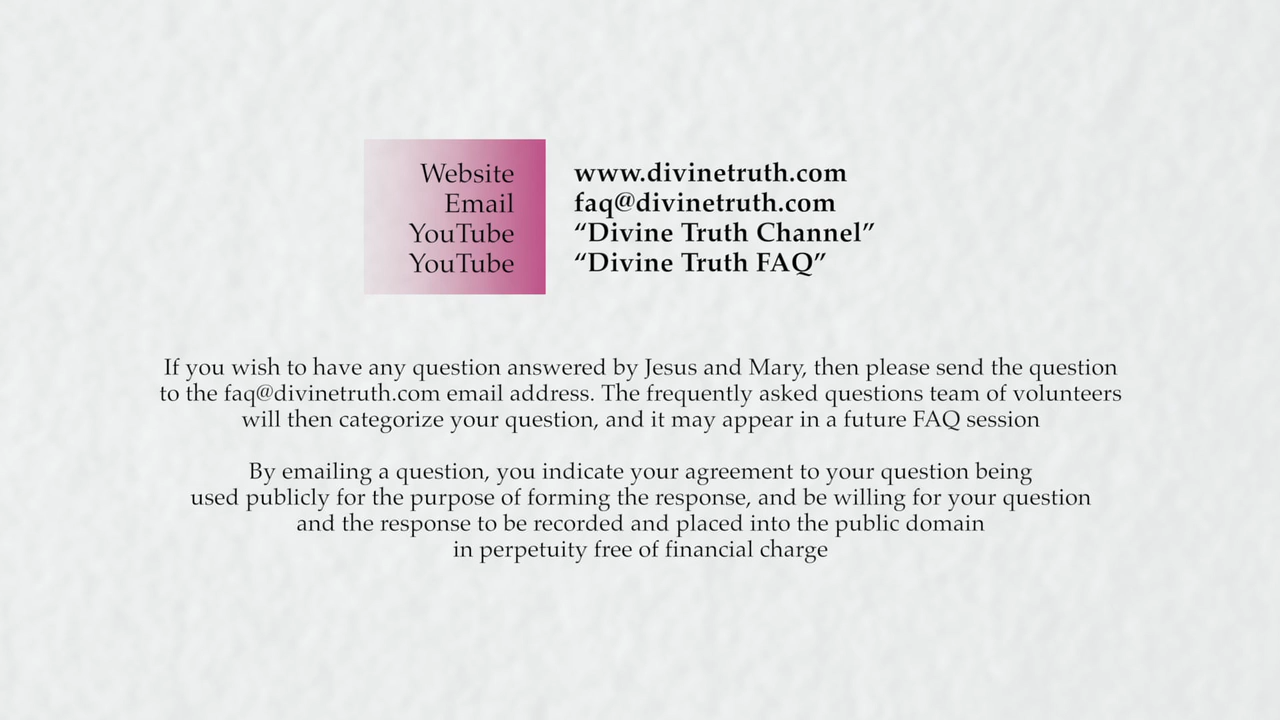 Website www.divinetruth.com
Email faq@divinetruth.com
YouTube “Divine Truth Channel”
YouTube “Divine Truth FAQ”
If you wish to have any question answered by Jesus and Mary, then please send the question
to the faq@divinetruth.com email address. The frequently asked questions team of volunteers
will then categorize your question, and it may appear in a future FAQ session
By emailing a question, you indicate your agreement to your question being
used publicly for the purpose of forming the response, and be willing for your question
and the response to be recorded and placed into the public domain
in perpetuity free of financial charge